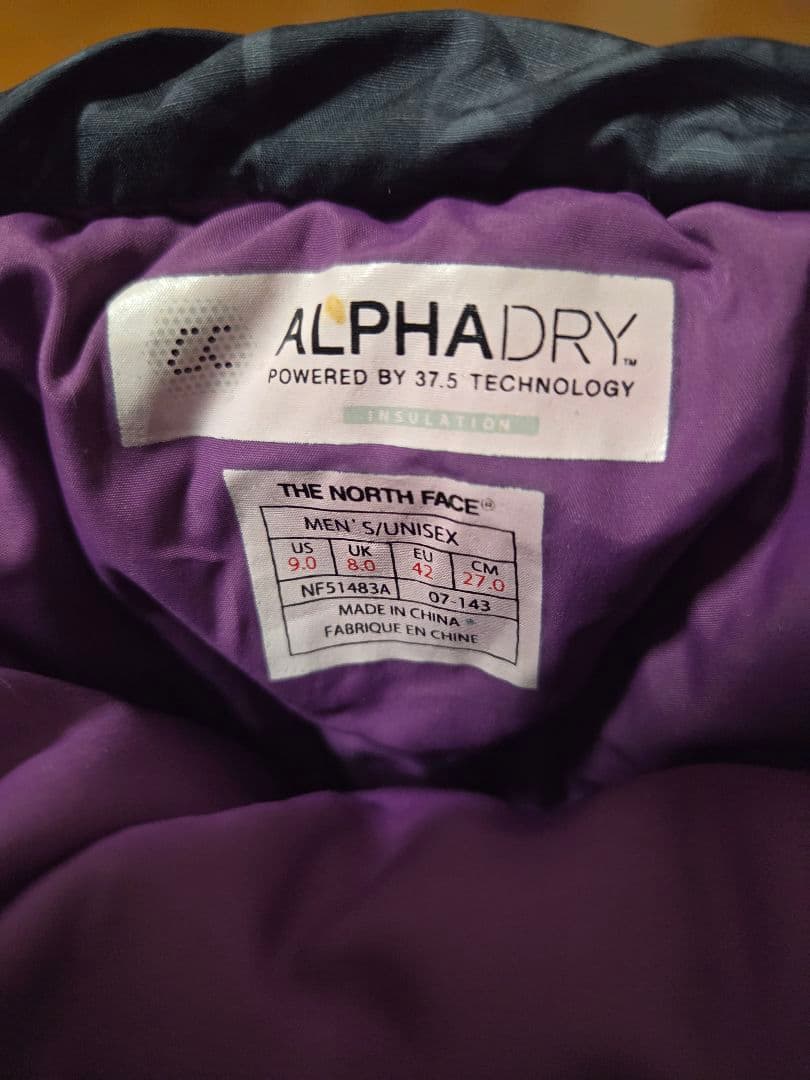 ALPHADRY™
POWERED BY 37.5 TECHNOLOGY
INSULATION
THE NORTH FACE®
MEN'S/UNISEX
US UK EU CM
9.0 8.0 42 27.0
NF51483A 07-143
MADE IN CHINA
FABRIQUE EN CHINE